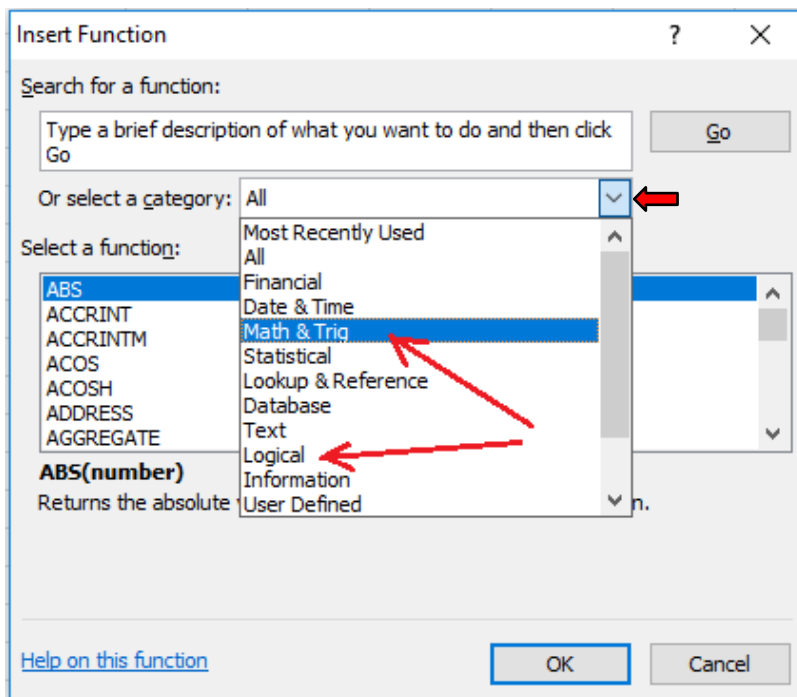 Insert Function ?
Search for a function:
Type a brief description of what you want to do and then click
Go
Go
Or select a category: All
Most Recently Used
All
Financial
Date & Time
Math & Trig
Statistical
Lookup & Reference
Database
Text
Logical
Information
User Defined
Select a function:
ABS
ACCRINT
ACCRINTM
ACOS
ACOSH
ADDRESS
AGGREGATE
ABS(number)
Returns the absolute n.
Help on this function
OK
Cancel